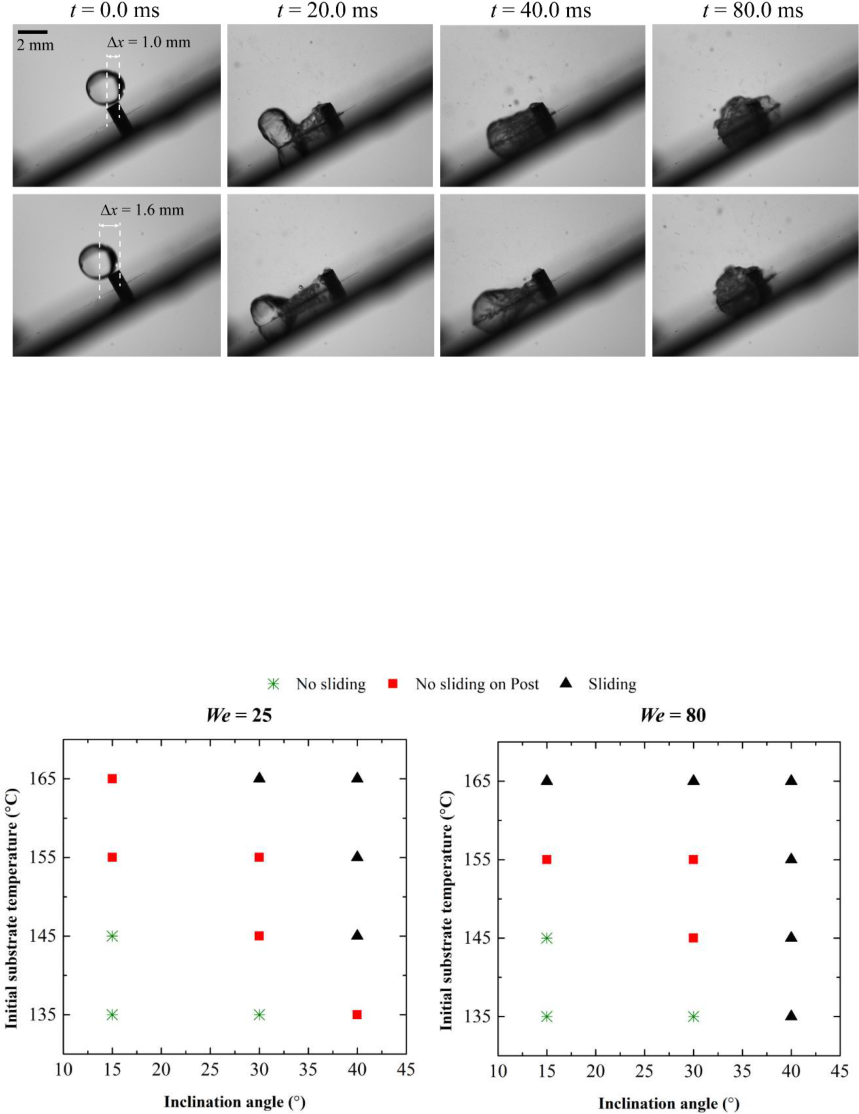 t = 0.0 ms t = 20.0 ms t = 40.0 ms t = 80.0 ms
2 mm
Δx = 1.0 mm
Δx = 1.6 mm
No sliding No sliding on Post Sliding
We = 25
165
155
145
135
10 15 20 25 30 35 40 45
Initial substrate temperature (°C)
Inclination angle (°)
We = 80
165
155
145
135
10 15 20 25 30 35 40 45
Initial substrate temperature (°C)
Inclination angle (°)